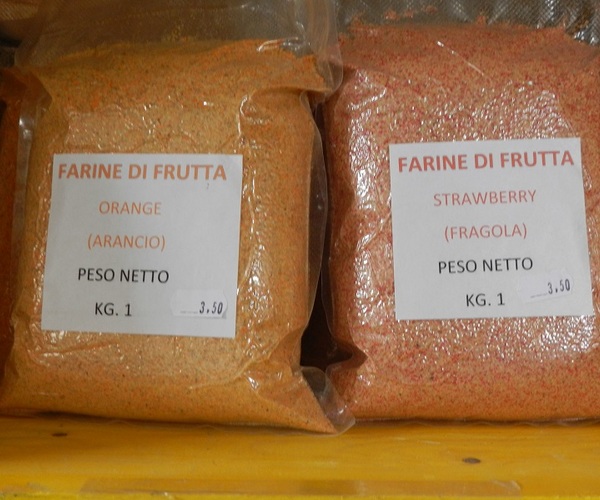 FARINE DI FRUTTA
ORANGE
(ARANCIO)
PESO NETTO
KG. 1
3.50
FARINE DI FRUTTA
STRAWBERRY
(FRAGOLA)
PESO NETTO
KG. 1
3.50